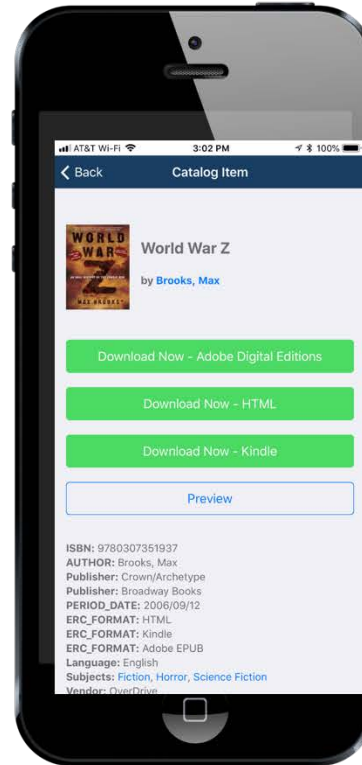 AT&T Wi-Fi 3:02 PM 100%
Back Catalog Item
WORLD
WAR
Z
MAX BROOKS
World War Z
by Brooks, Max
Download Now - Adobe Digital Editions
Download Now - HTML
Download Now - Kindle
Preview
ISBN: 9780307351937
AUTHOR: Brooks, Max
Publisher: Crown/Archetype
Publisher: Broadway Books
PERIOD_DATE: 2006/09/12
ERC_FORMAT: HTML
ERC_FORMAT: Kindle
ERC_FORMAT: Adobe EPUB
Language: English
Subjects: Fiction, Horror, Science Fiction
Vendor: OverDrive